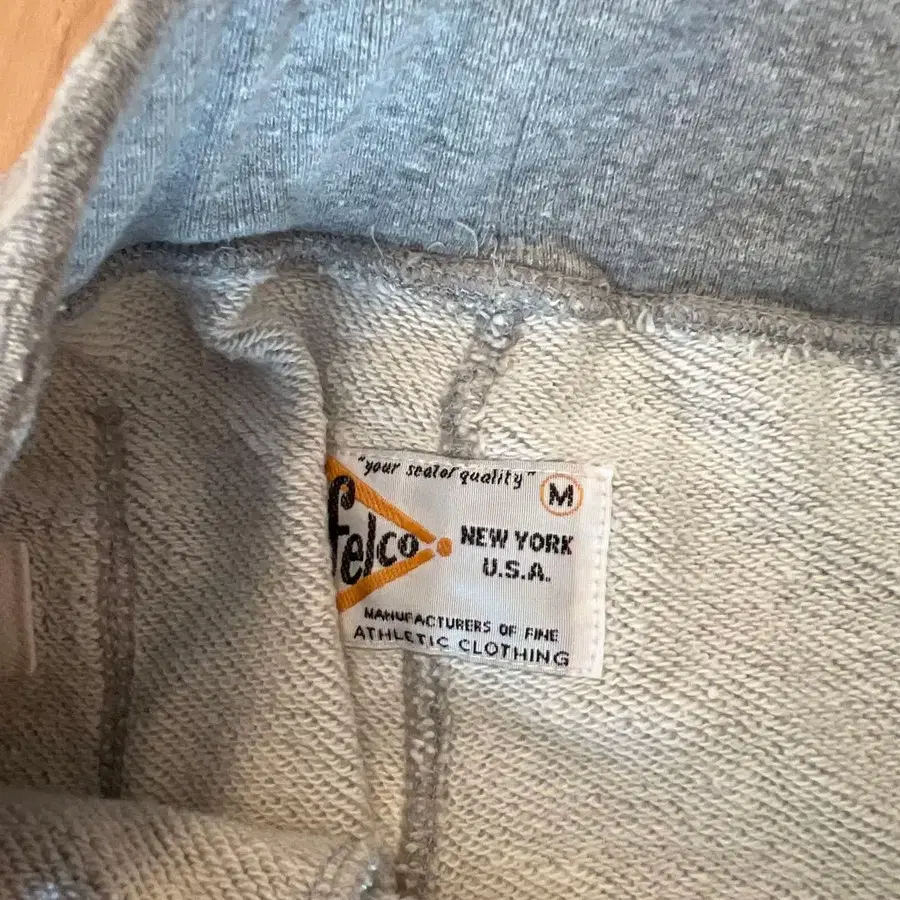 "your seal of quality"
M
felco
NEW YORK
U.S.A.
MANUFACTURERS OF FINE
ATHLETIC CLOTHING